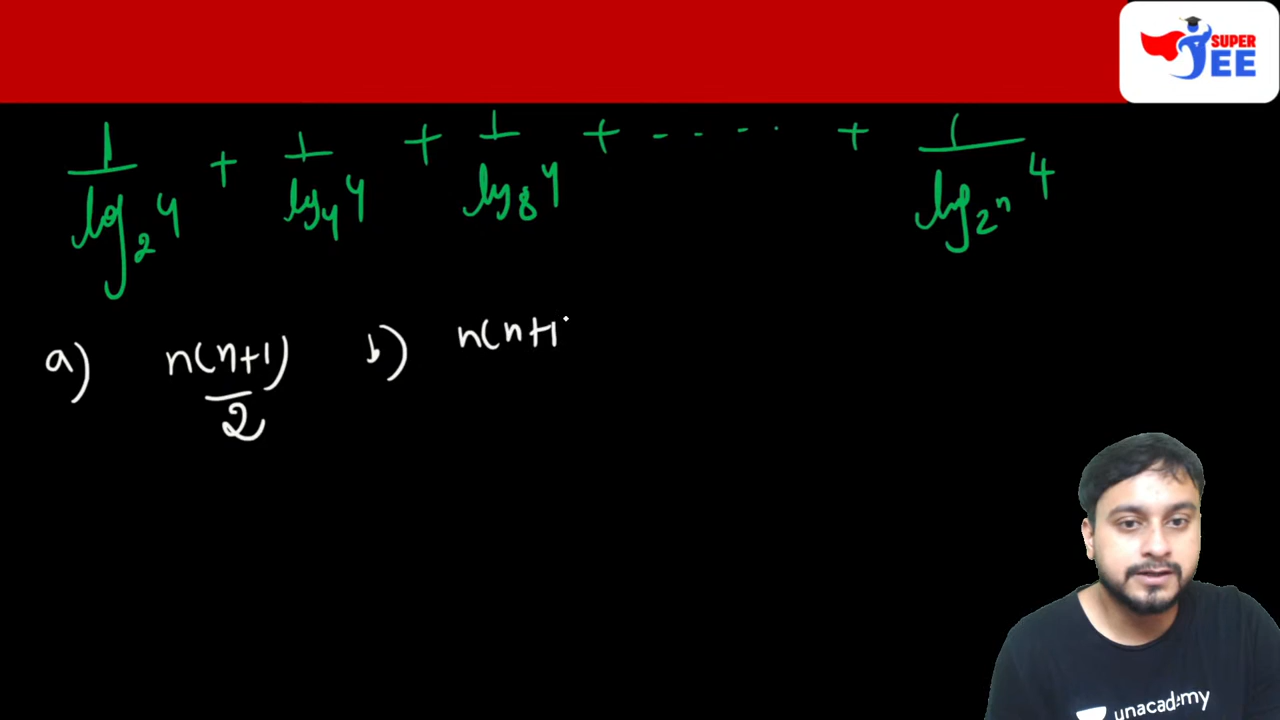 SUPER
JEE
1/log_2 4 + 1/log_4 4 + 1/log_8 4 + - - - - . + 1/log_{2^n} 4
a) n(n+1)/2 b) n(n+1
unacademy